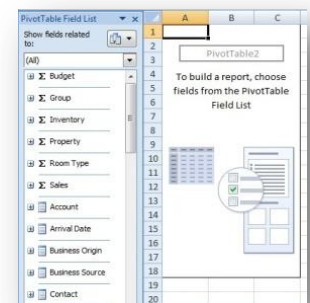 PivotTable Field List
Show fields related to:
(All)
Σ Budget
Σ Group
Σ Inventory
Σ Property
Σ Room Type
Σ Sales
Account
Arrival Date
Business Origin
Business Source
Contact
A B C
1
2
3
4
5
6
7
8
9
10
11
12
13
14
15
16
17
18
19
20
PivotTable2
To build a report, choose
fields from the PivotTable
Field List